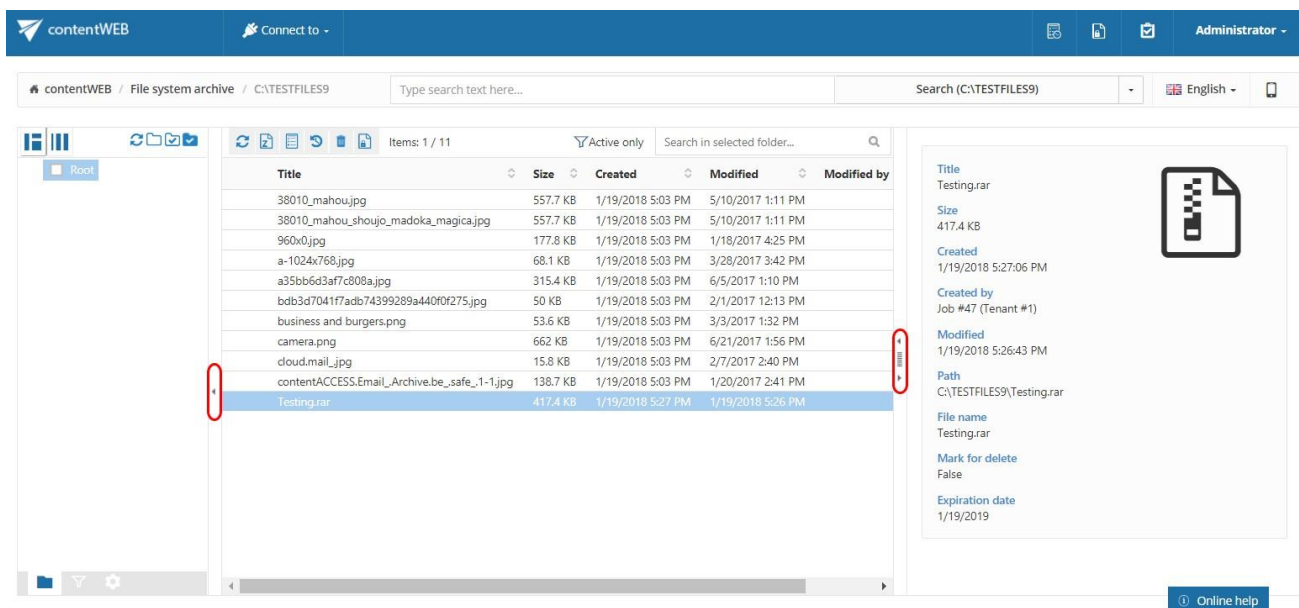 contentWEB Connect to Administrator
contentWEB / File system archive / C:\TESTFILES9 Type search text here... Search (C:\TESTFILES9) English
Items: 1 / 11 Active only Search in selected folder...
Root
Title Size Created Modified Modified by
38010_mahou.jpg 557.7 KB 1/19/2018 5:03 PM 5/10/2017 1:11 PM
38010_mahou_shoujo_madoka_magica.jpg 557.7 KB 1/19/2018 5:03 PM 5/10/2017 1:11 PM
960x0.jpg 177.8 KB 1/19/2018 5:03 PM 1/18/2017 4:25 PM
a-1024x768.jpg 68.1 KB 1/19/2018 5:03 PM 3/28/2017 3:42 PM
a35bb6d3af7c808a.jpg 315.4 KB 1/19/2018 5:03 PM 6/5/2017 1:10 PM
bdb3d7041f7adb74399289a440f0f275.jpg 50 KB 1/19/2018 5:03 PM 2/1/2017 12:13 PM
business and burgers.png 53.6 KB 1/19/2018 5:03 PM 3/3/2017 1:32 PM
camera.png 662 KB 1/19/2018 5:03 PM 6/21/2017 1:56 PM
cloud.mail_.jpg 15.8 KB 1/19/2018 5:03 PM 2/7/2017 2:40 PM
contentACCESS.Email_.Archive.be_.safe_.1-1.jpg 138.7 KB 1/19/2018 5:03 PM 1/20/2017 2:41 PM
Testing.rar 417.4 KB 1/19/2018 5:27 PM 1/19/2018 5:26 PM
Title
Testing.rar
Size
417.4 KB
Created
1/19/2018 5:27:06 PM
Created by
Job #47 (Tenant #1)
Modified
1/19/2018 5:26:43 PM
Path
C:\TESTFILES9\Testing.rar
File name
Testing.rar
Mark for delete
False
Expiration date
1/19/2019
Online help